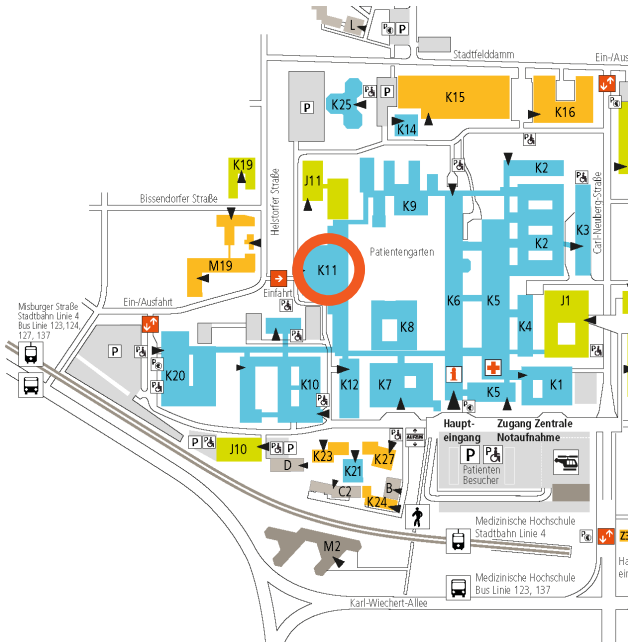 L
P
Stadtfelddamm
Ein-/Aus
K25
P
P
K15
K16
K14
K19
J11
K2
Bissendorfer Straße
Helstorfer Straße
K9
K3
Carl-Neuberg-Straße
K2
Patientengarten
M19
K11
Einfahrt
K6
K5
J1
Misburger Straße
Stadtbahn Linie 4
Bus Linie 123,124,
127, 137
Ein-/Ausfahrt
K8
K4
P
K20
K10
K12
K7
K5
K1
i
Haupt-
eingang
Zugang Zentrale
Notaufnahme
P
J10
P
K23
K27
D
K21
P
Patienten
Besucher
C2
B
K24
M2
Medizinische Hochschule
Stadtbahn Linie 4
Z3
Ha
ein
Medizinische Hochschule
Bus Linie 123, 137
Karl-Wiechert-Allee